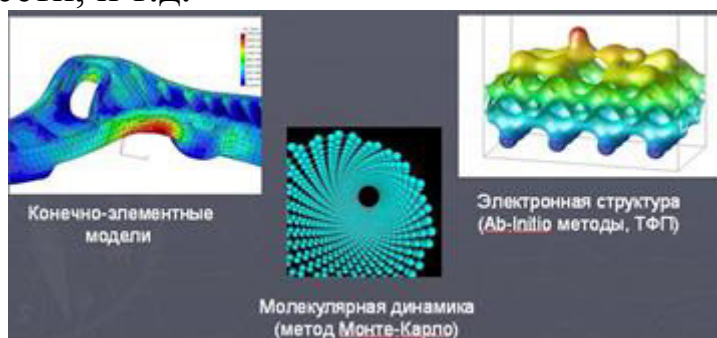 и т.д.
Конечно-элементные
модели
Молекулярная динамика
(метод Монте-Карло)
Электронная структура
(Ab-Initio методы, ТФП)